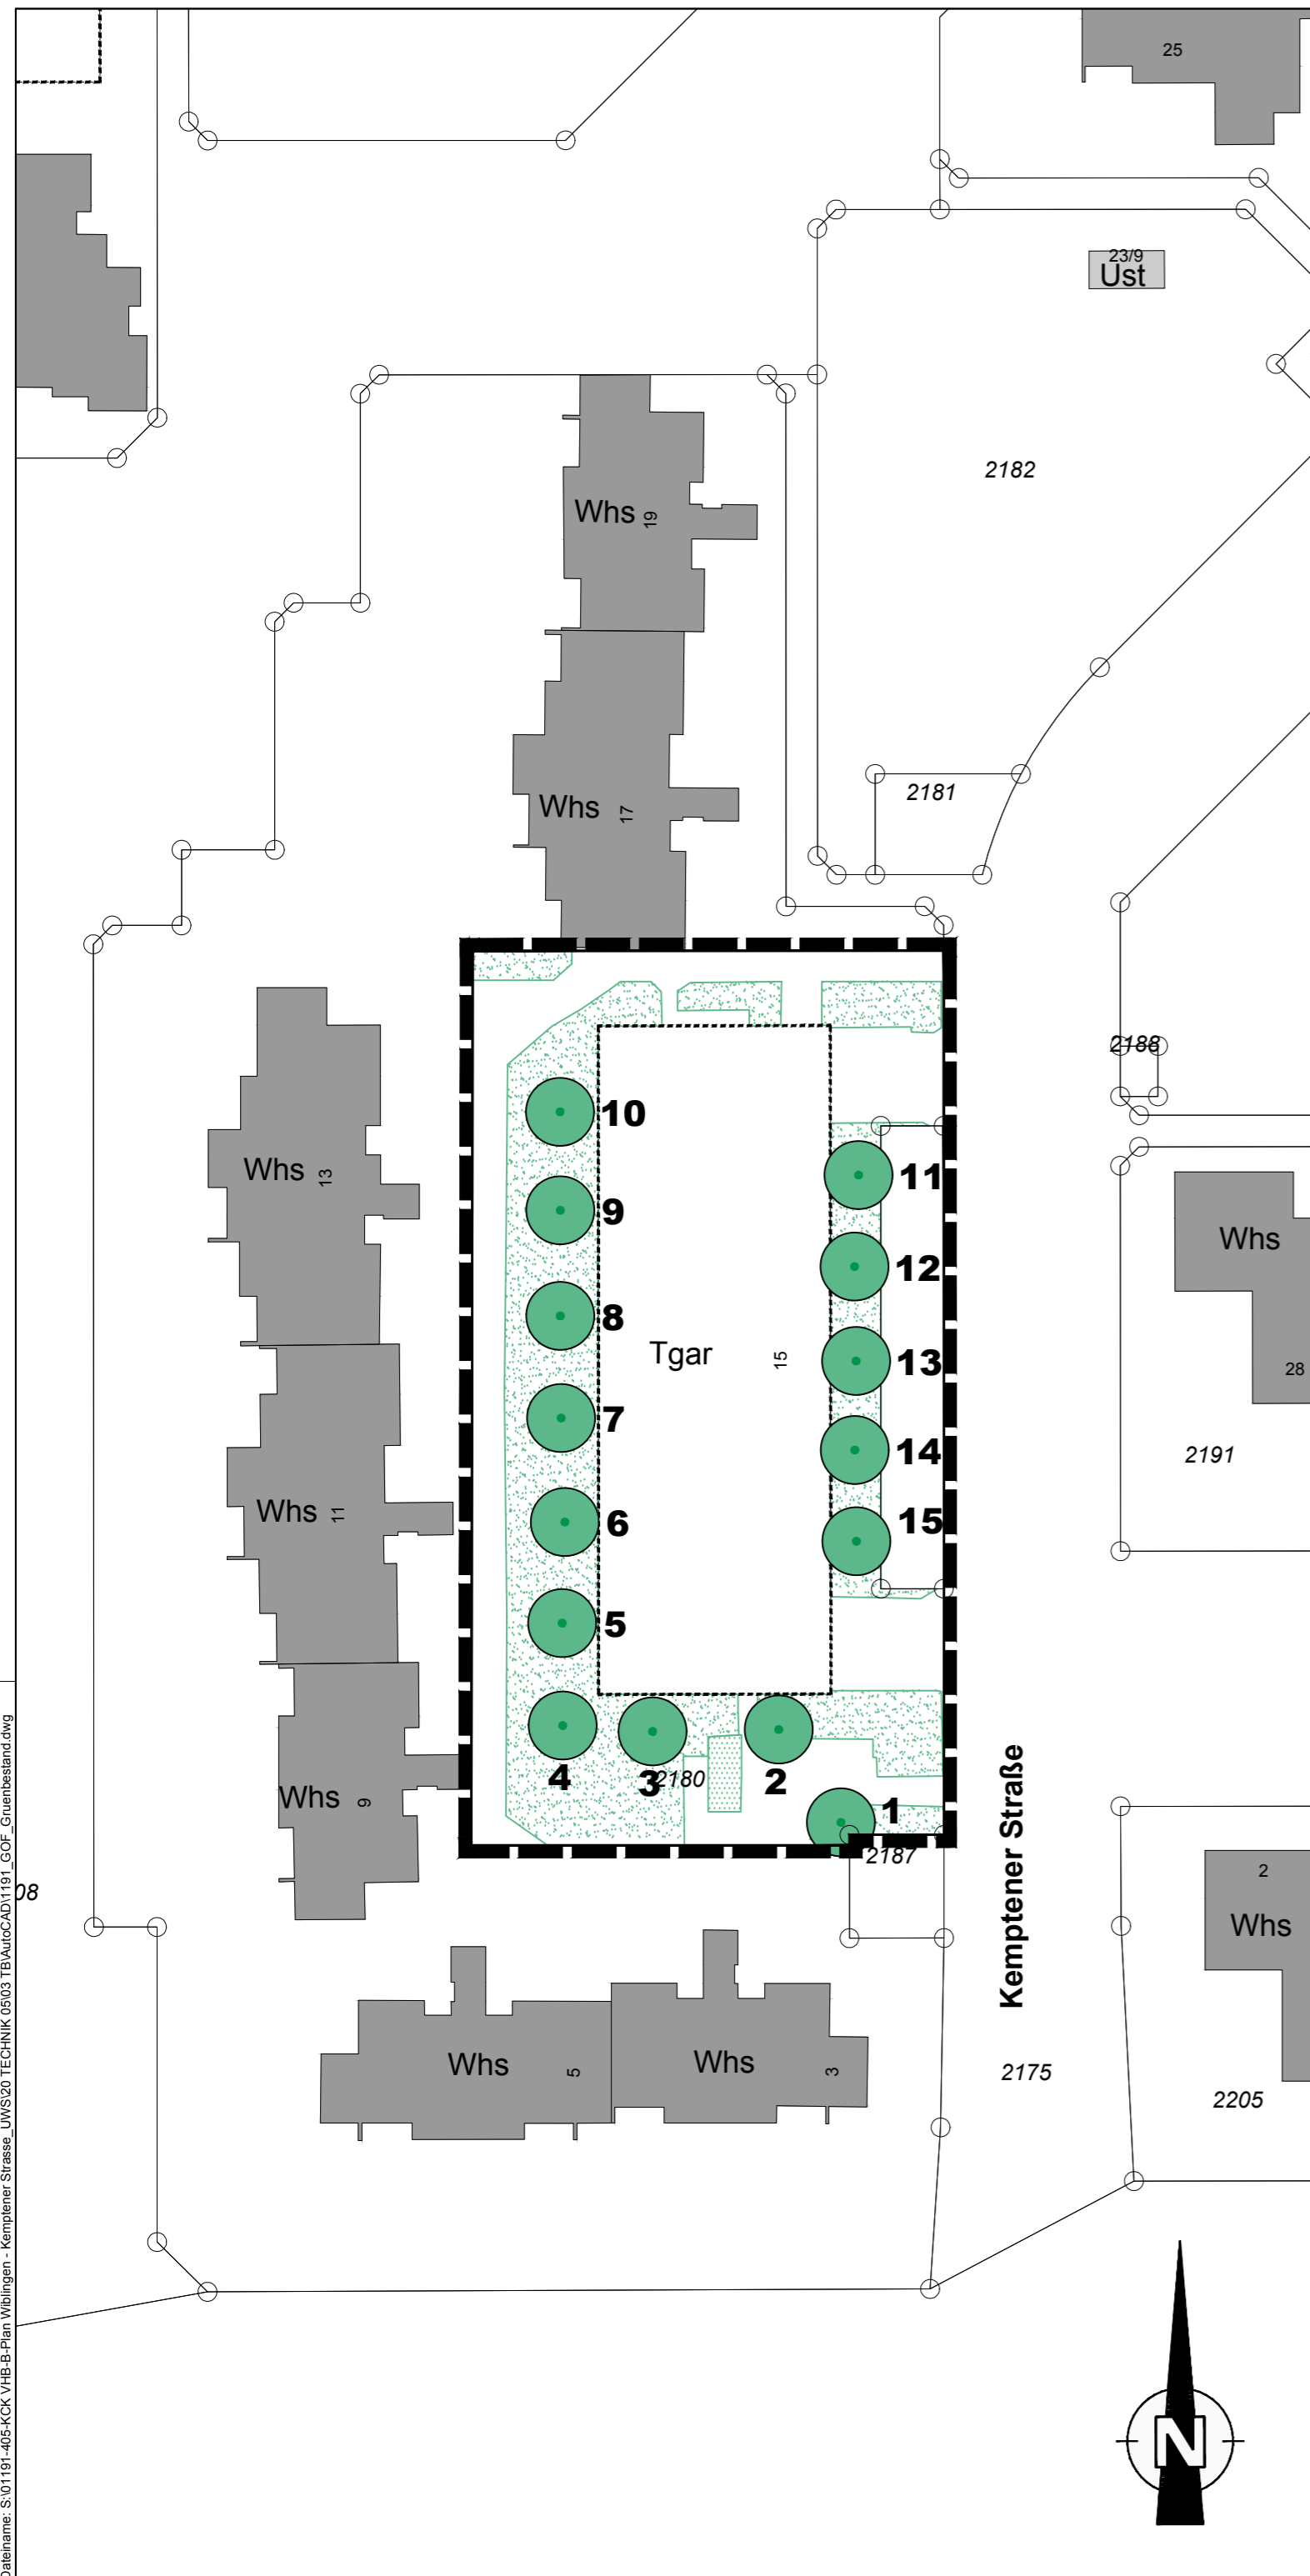 25
23/9
Ust
2182
Whs 19
2181
Whs 17
2188
10
11
Whs 13
9
12
Whs
8
Tgar 15
13
28
7
14
2191
Whs 11
6
15
5
4
3
2180
2
1
Whs 9
2187
Kemptener Straße
2
Whs
08
Whs 5
Whs 3
2175
2205
N
Dateiname: S:\01191-405-KCK VHB-B-Plan Wiblingen - Kemptener Strasse_UWS\20 TECHNIK 05\03 TB\AutoCAD\1191_GOF_Gruenbestand.dwg